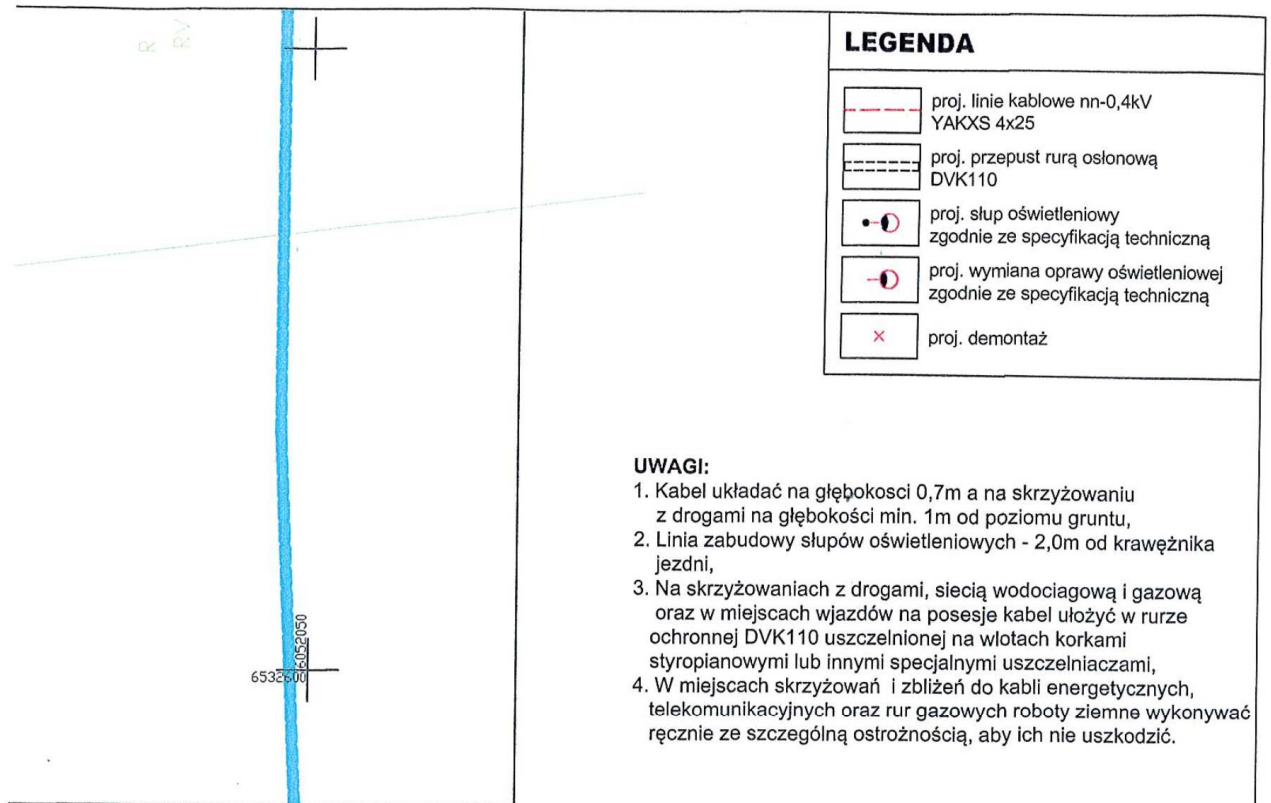 R
RV
6052050
6532600
LEGENDA
proj. linie kablowe nn-0,4kV
YAKXS 4x25
proj. przepust rurą osłonową
DVK110
proj. słup oświetleniowy
zgodnie ze specyfikacją techniczną
proj. wymiana oprawy oświetleniowej
zgodnie ze specyfikacją techniczną
proj. demontaż
UWAGI:
1. Kabel układać na głębokosci 0,7m a na skrzyżowaniu
z drogami na głębokości min. 1m od poziomu gruntu,
2. Linia zabudowy słupów oświetleniowych - 2,0m od krawężnika
jezdni,
3. Na skrzyżowaniach z drogami, siecią wodociagową i gazową
oraz w miejscach wjazdów na posesje kabel ułożyć w rurze
ochronnej DVK110 uszczelnionej na wlotach korkami
styropianowymi lub innymi specjalnymi uszczelniaczami,
4. W miejscach skrzyżowań i zbliżeń do kabli energetycznych,
telekomunikacyjnych oraz rur gazowych roboty ziemne wykonywać
ręcznie ze szczególną ostrożnością, aby ich nie uszkodzić.